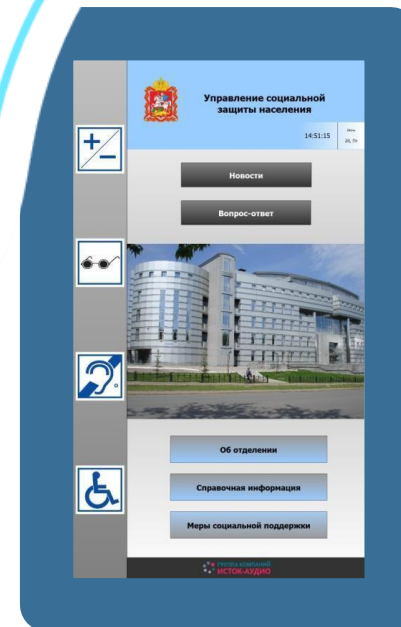 Управление социальной
защиты населения
14:51:15
Новости
Вопрос-ответ
Об отделении
Справочная информация
Меры социальной поддержки
ГРУППА КОМПАНИЙ
ИСТОК-АУДИО